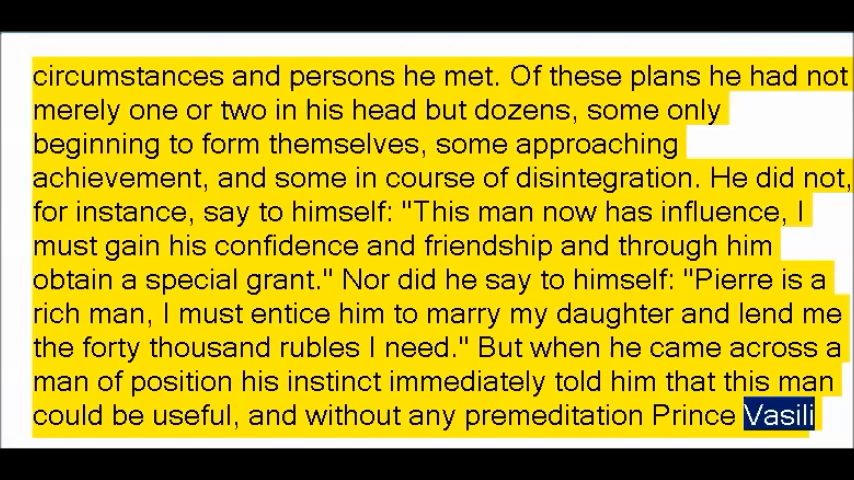 circumstances and persons he met. Of these plans he had not
merely one or two in his head but dozens, some only
beginning to form themselves, some approaching
achievement, and some in course of disintegration. He did not,
for instance, say to himself: "This man now has influence, I
must gain his confidence and friendship and through him
obtain a special grant." Nor did he say to himself: "Pierre is a
rich man, I must entice him to marry my daughter and lend me
the forty thousand rubles I need." But when he came across a
man of position his instinct immediately told him that this man
could be useful, and without any premeditation Prince Vasili